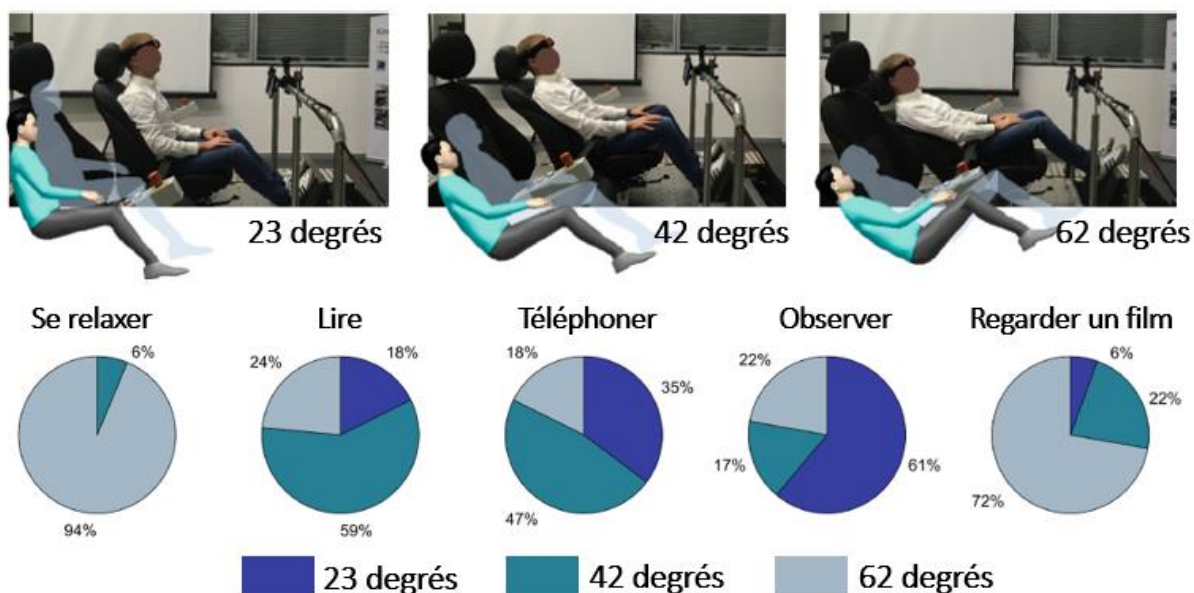 23 degrés
42 degrés
62 degrés
Se relaxer
Lire
Téléphoner
Observer
Regarder un film
6%
94%
24%
18%
59%
18%
35%
47%
22%
17%
61%
6%
22%
72%
23 degrés
42 degrés
62 degrés